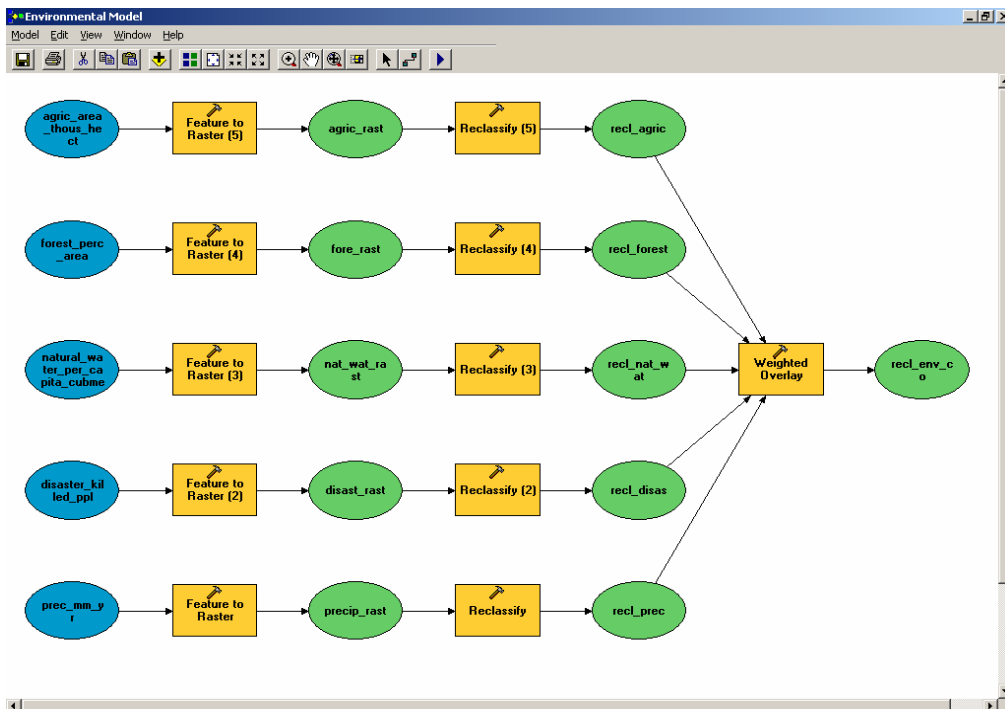 Environmental Model
Model Edit View Window Help
agric_area
_thous_he
ct
Feature to
Raster (5)
agric_rast
Reclassify (5)
recl_agric
forest_perc
_area
Feature to
Raster (4)
fore_rast
Reclassify (4)
recl_forest
natural_wa
ter_per_ca
pita_cubme
Feature to
Raster (3)
nat_wat_ra
st
Reclassify (3)
recl_nat_w
at
Weighted
Overlay
recl_env_c
o
disaster_kil
led_ppl
Feature to
Raster (2)
disast_rast
Reclassify (2)
recl_disas
prec_mm_y
r
Feature to
Raster
precip_rast
Reclassify
recl_prec